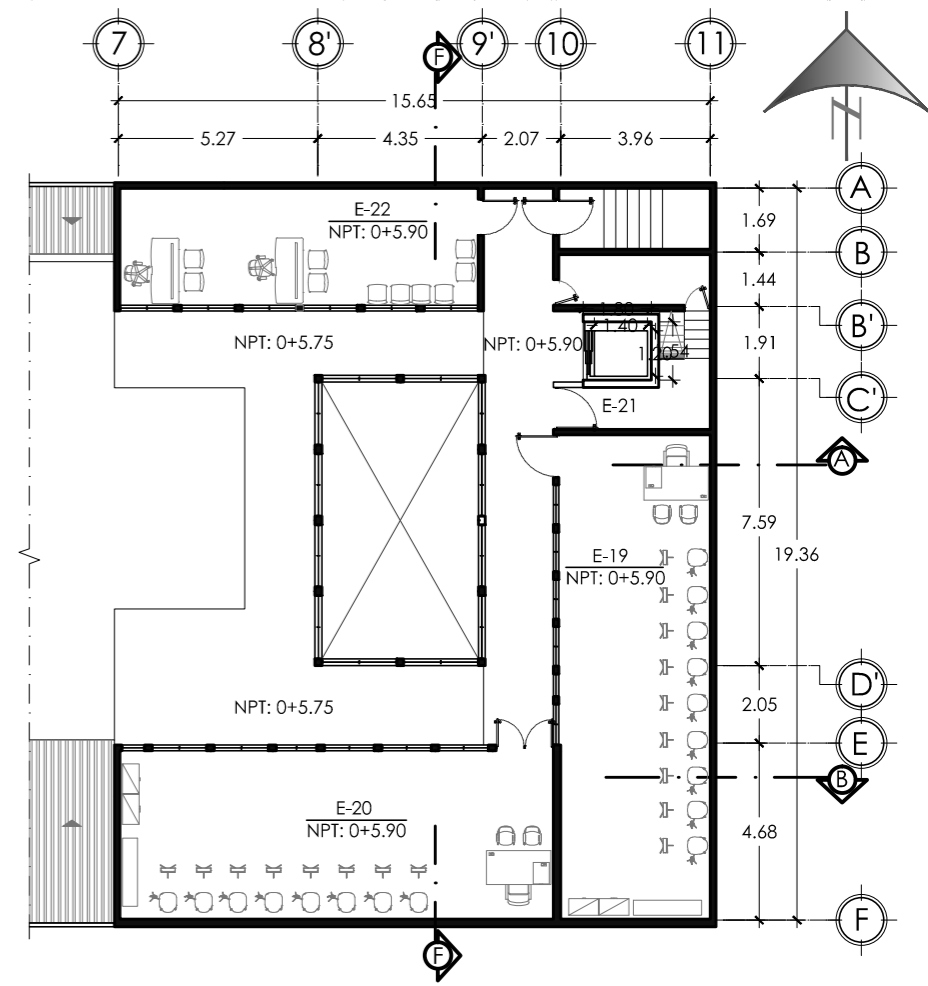 7 8' 9' 10 11
F
N
15.65
5.27 4.35 2.07 3.96
A
1.69
E-22
NPT: 0+5.90
B
1.44
B'
NPT: 0+5.75
NPT: 0+5.90
1.40
1.91
C'
E-21
A
7.59
19.36
E-19
NPT: 0+5.90
D'
2.05
NPT: 0+5.75
E
B
E-20
NPT: 0+5.90
4.68
F
F